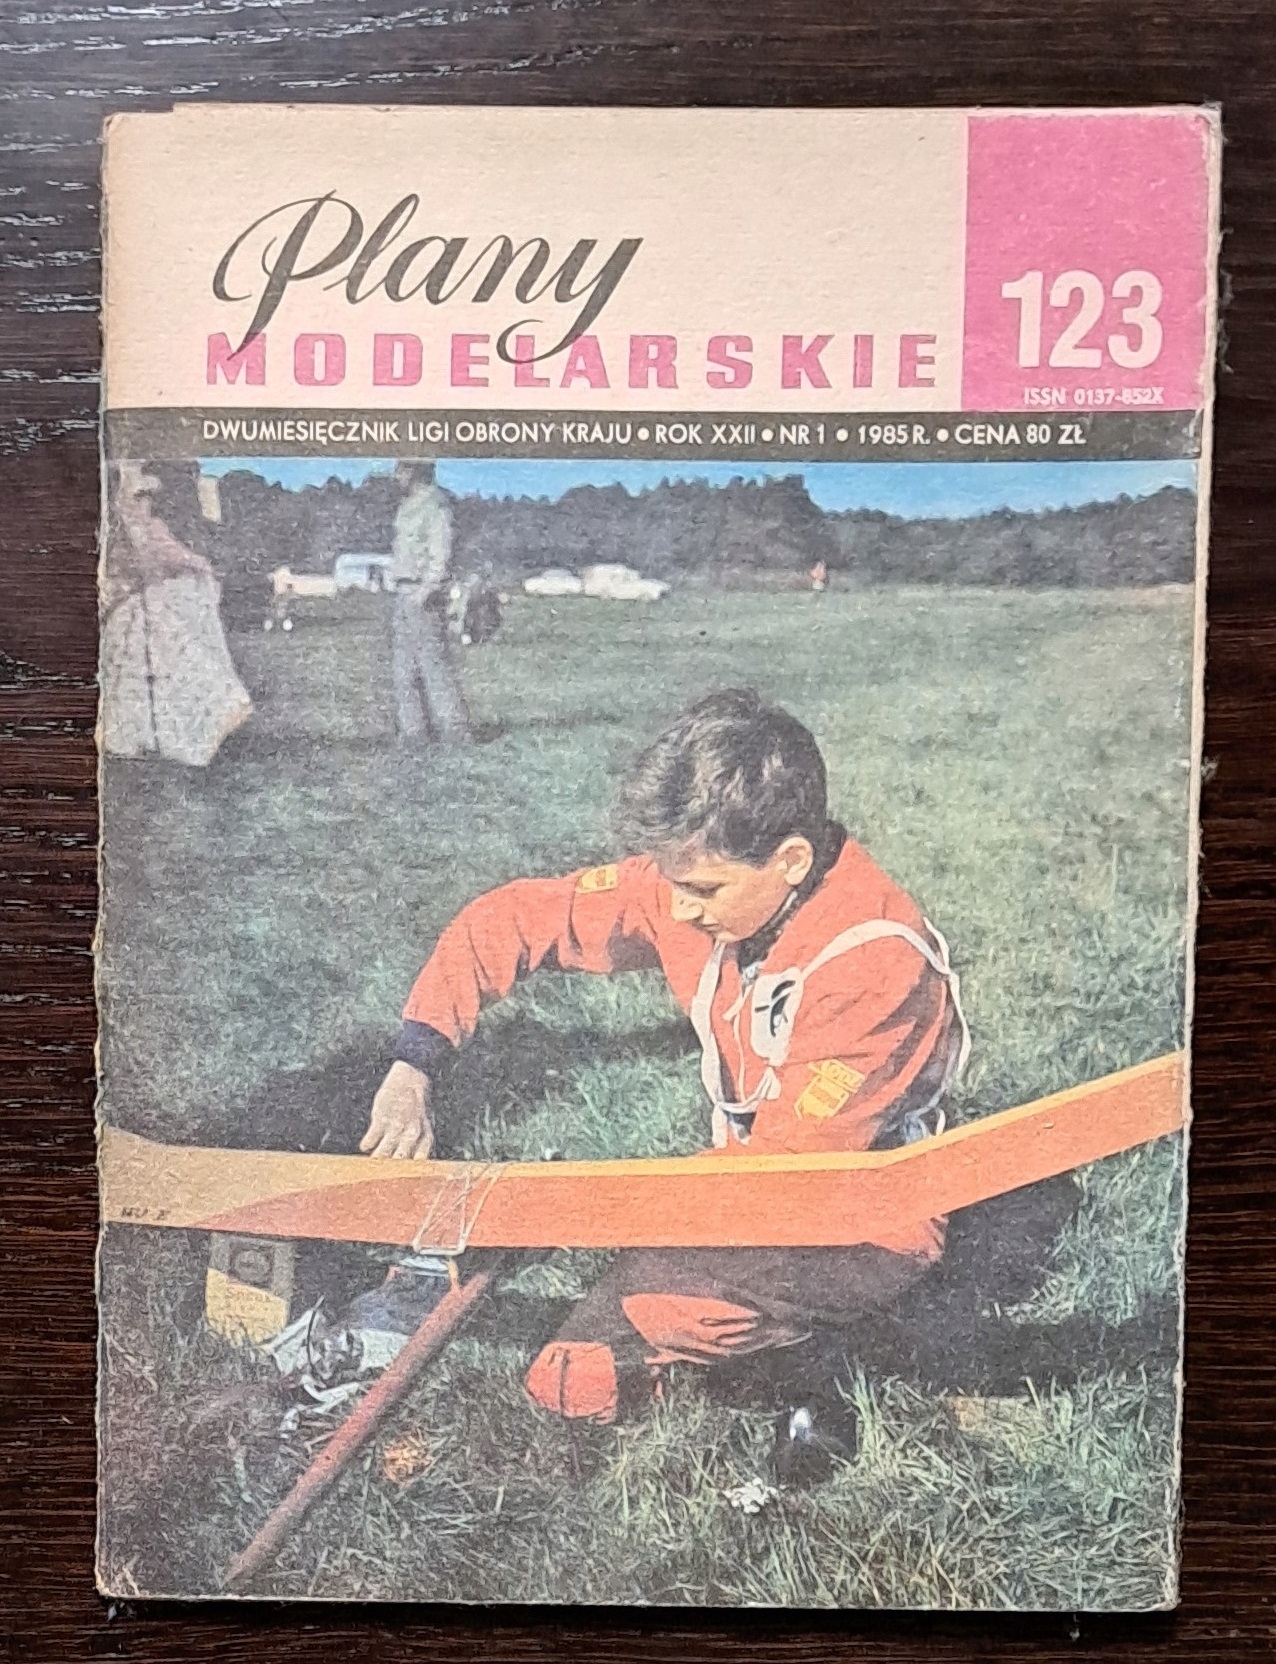 Plany
MODELARSKIE
123
ISSN 0137-852X
DWUMIESIĘCZNIK LIGI OBRONY KRAJU • ROK XXII • NR 1 • 1985 R. • CENA 80 ZŁ